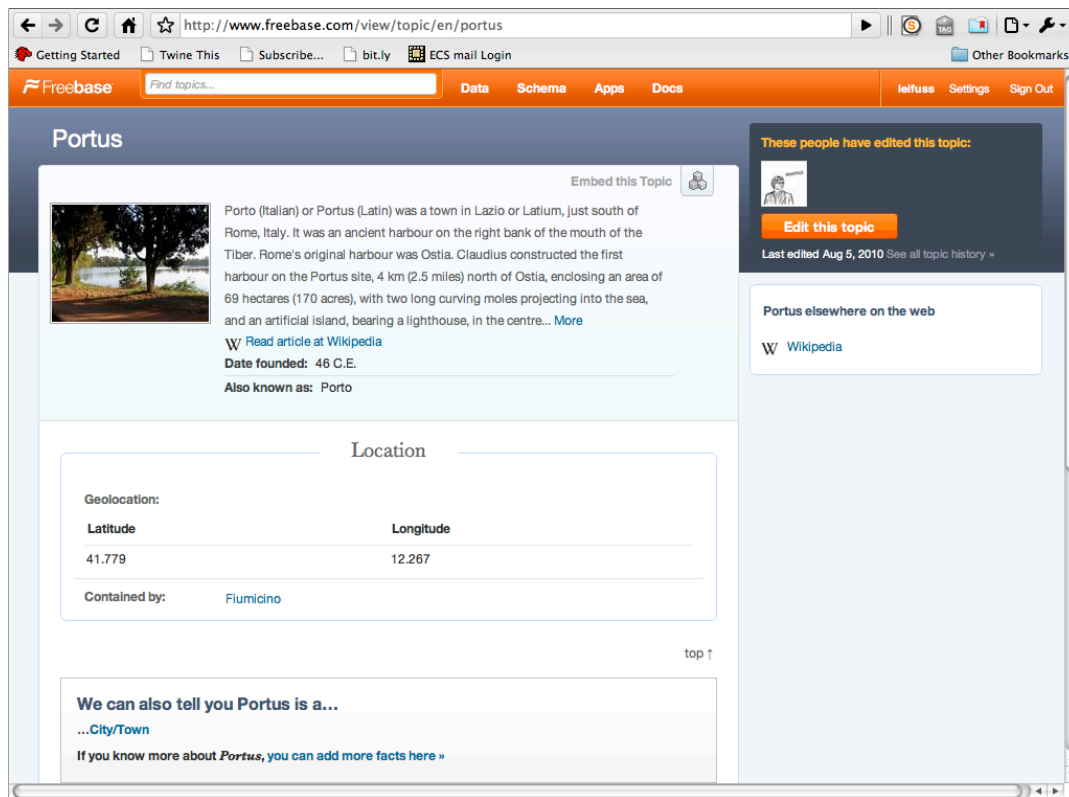 http://www.freebase.com/view/topic/en/portus
S
TAG
Getting Started Twine This Subscribe... bit.ly ECS mail Login Other Bookmarks
Freebase Find topics... Data Schema Apps Docs leifuss Settings Sign Out
Portus
Embed this Topic
Porto (Italian) or Portus (Latin) was a town in Lazio or Latium, just south of
Rome, Italy. It was an ancient harbour on the right bank of the mouth of the
Tiber. Rome's original harbour was Ostia. Claudius constructed the first
harbour on the Portus site, 4 km (2.5 miles) north of Ostia, enclosing an area of
69 hectares (170 acres), with two long curving moles projecting into the sea,
and an artificial island, bearing a lighthouse, in the centre... More
W Read article at Wikipedia
Date founded: 46 C.E.
Also known as: Porto
These people have edited this topic:
Edit this topic
Last edited Aug 5, 2010 See all topic history »
Portus elsewhere on the web
W Wikipedia
Location
Geolocation:
Latitude Longitude
41.779 12.267
Contained by: Fiumicino
top ↑
We can also tell you Portus is a...
...City/Town
If you know more about Portus, you can add more facts here »